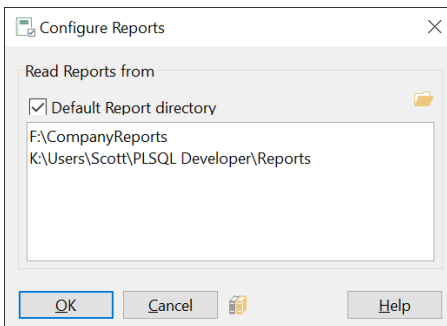 Configure Reports
Read Reports from
Default Report directory
F:\CompanyReports
K:\Users\Scott\PLSQL Developer\Reports
OK Cancel Help